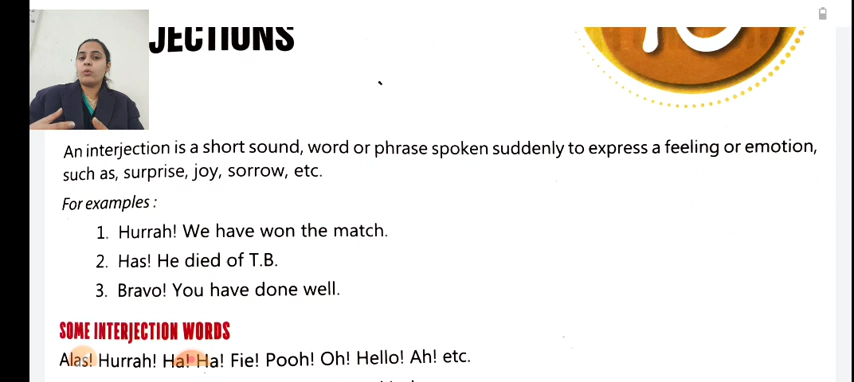 JECTIONS
An interjection is a short sound, word or phrase spoken suddenly to express a feeling or emotion,
such as, surprise, joy, sorrow, etc.
For examples :
1. Hurrah! We have won the match.
2. Has! He died of T.B.
3. Bravo! You have done well.
SOME INTERJECTION WORDS
Alas! Hurrah! Ha! Ha! Fie! Pooh! Oh! Hello! Ah! etc.